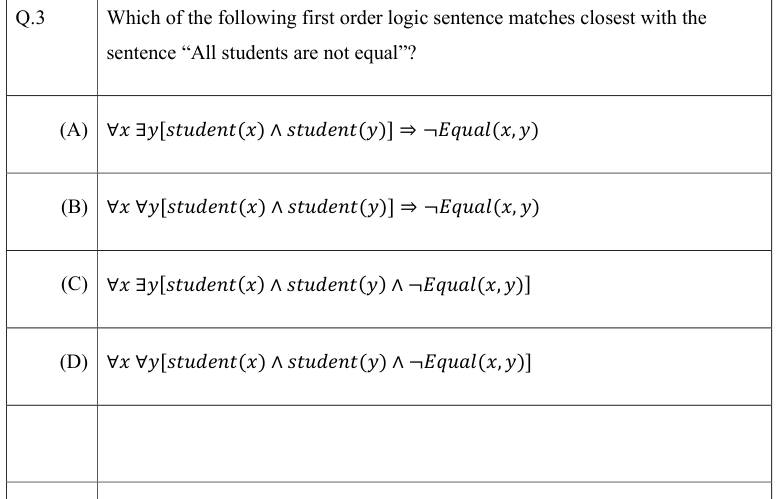 Q.3 Which of the following first order logic sentence matches closest with the
sentence “All students are not equal”?
(A) ∀x ∃y[student(x) ∧ student(y)] ⇒ ¬Equal(x, y)
(B) ∀x ∀y[student(x) ∧ student(y)] ⇒ ¬Equal(x, y)
(C) ∀x ∃y[student(x) ∧ student(y) ∧ ¬Equal(x, y)]
(D) ∀x ∀y[student(x) ∧ student(y) ∧ ¬Equal(x, y)]